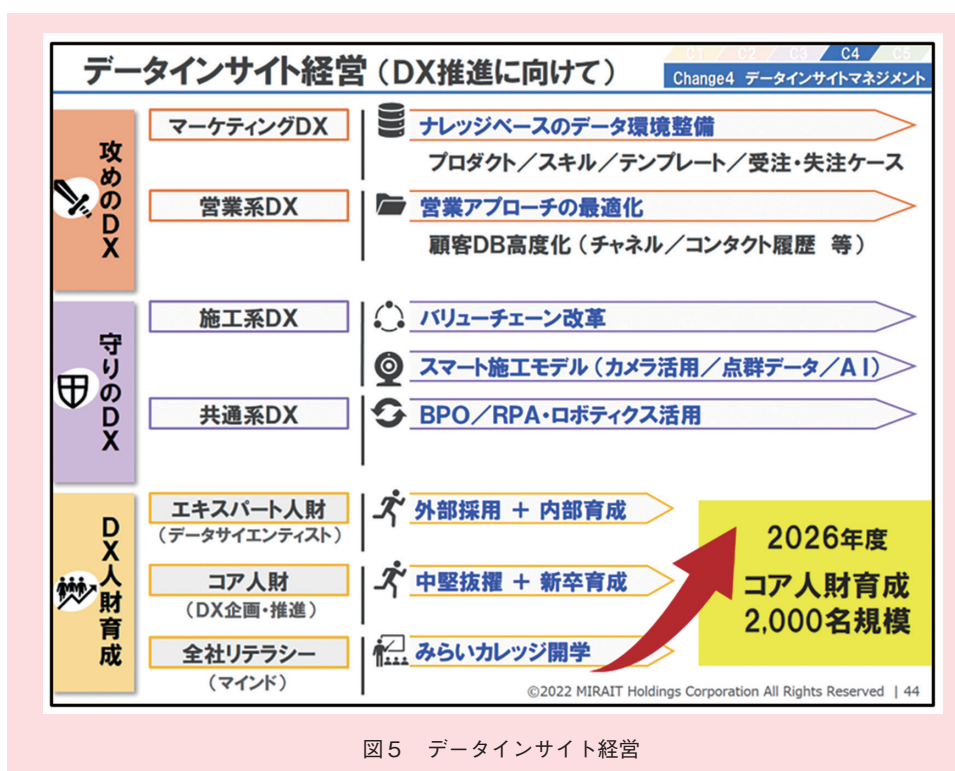 データインサイト経営（DX推進に向けて）
C1 C2 C3 C4 C5
Change4 データインサイトマネジメント
攻めのDX
マーケティングDX
ナレッジベースのデータ環境整備
プロダクト／スキル／テンプレート／受注・失注ケース
営業系DX
営業アプローチの最適化
顧客DB高度化（チャネル／コンタクト履歴 等）
守りのDX
施工系DX
バリューチェーン改革
スマート施工モデル（カメラ活用／点群データ／AI）
共通系DX
BPO／RPA・ロボティクス活用
DX人財育成
エキスパート人財
（データサイエンティスト）
外部採用 ＋ 内部育成
コア人財
（DX企画・推進）
中堅抜擢 ＋ 新卒育成
全社リテラシー
（マインド）
みらいカレッジ開学
2026年度
コア人財育成
2,000名規模
©2022 MIRAIT Holdings Corporation All Rights Reserved | 44
図５　データインサイト経営